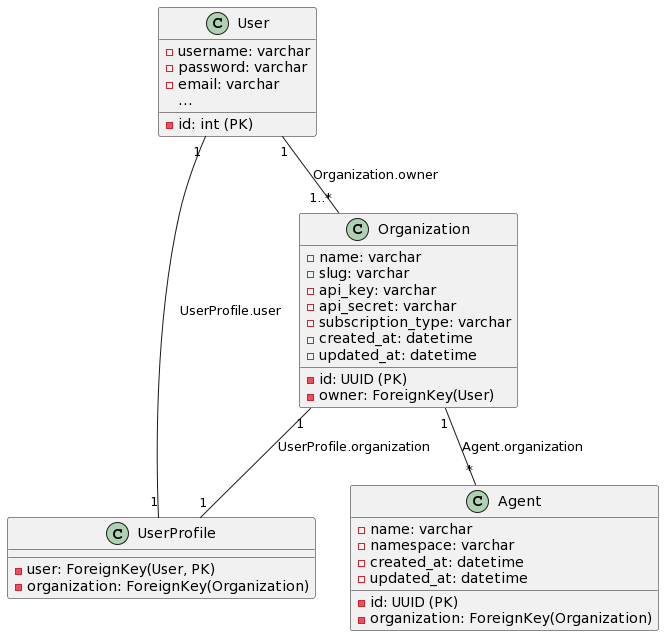 C User
username: varchar
password: varchar
email: varchar
...
id: int (PK)
1
1
Organization.owner
1..*
C Organization
name: varchar
slug: varchar
api_key: varchar
api_secret: varchar
subscription_type: varchar
created_at: datetime
updated_at: datetime
id: UUID (PK)
owner: ForeignKey(User)
UserProfile.user
1
1
UserProfile.organization
Agent.organization
1
1
*
C UserProfile
user: ForeignKey(User, PK)
organization: ForeignKey(Organization)
C Agent
name: varchar
namespace: varchar
created_at: datetime
updated_at: datetime
id: UUID (PK)
organization: ForeignKey(Organization)